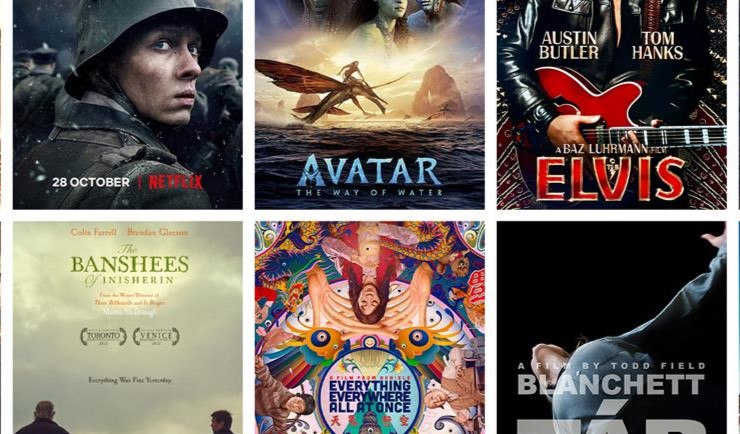 28 OCTOBER | NETFLIX
AVATAR
THE WAY OF WATER
AUSTIN BUTLER
TOM HANKS
A BAZ LUHRMANN FILM
ELVIS
Colin Farrell Brendan Gleeson
The
BANSHEES
Of INISHERIN
From the Writer/Director of
Three Billboards and In Bruges
Martin McDonagh
TORONTO
2022
VENICE
2022
Everything Was Fine Yesterday.
A FILM FROM DANIELS
EVERYTHING
EVERYWHERE
ALL AT ONCE
A FILM BY TODD FIELD
BLANCHETT
TÁR